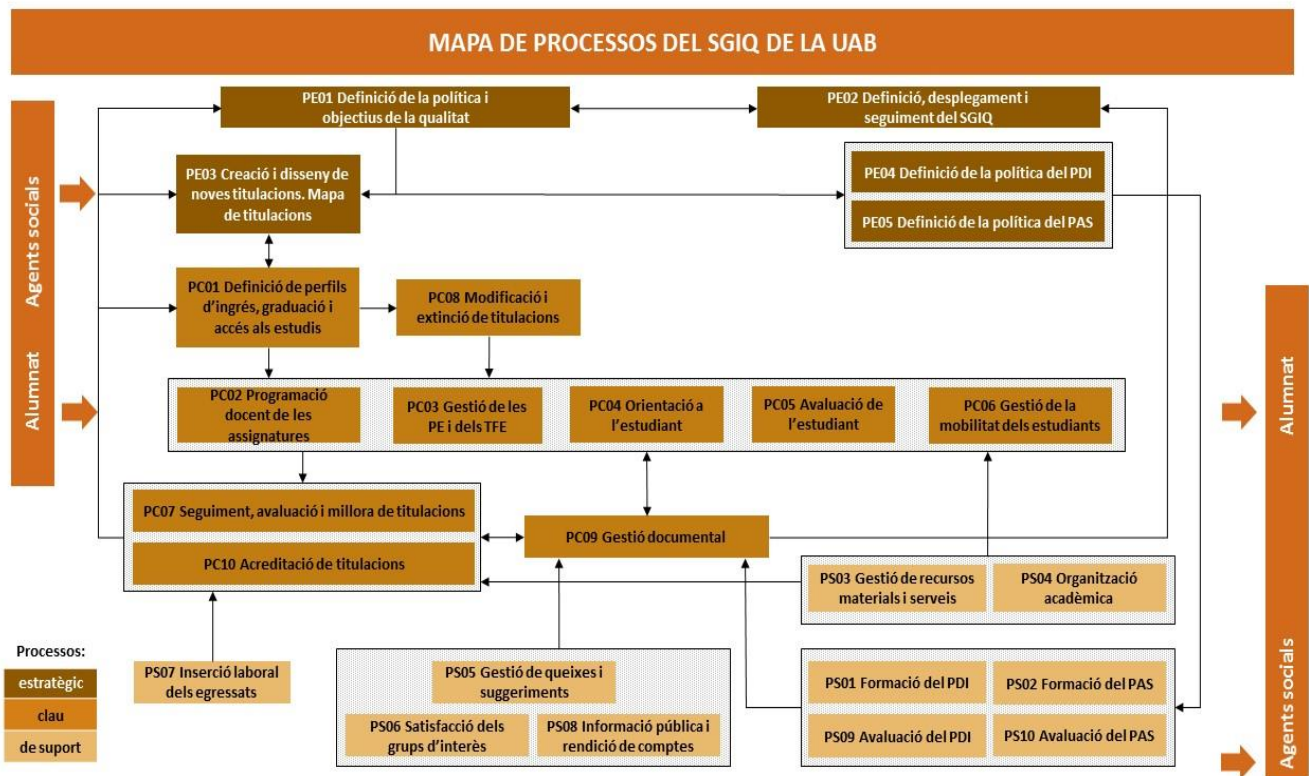 MAPA DE PROCESSOS DEL SGIQ DE LA UAB
Agents socials
Alumnat
PE01 Definició de la política i
objectius de la qualitat
PE02 Definició, desplegament i
seguiment del SGIQ
PE03 Creació i disseny de
noves titulacions. Mapa
de titulacions
PE04 Definició de la política del PDI
PE05 Definició de la política del PAS
PC01 Definició de perfils
d'ingrés, graduació i
accés als estudis
PC08 Modificació i
extinció de titulacions
PC02 Programació
docent de les
assignatures
PC03 Gestió de les
PE i dels TFE
PC04 Orientació a
l'estudiant
PC05 Avaluació de
l'estudiant
PC06 Gestió de la
mobilitat dels estudiants
PC07 Seguiment, avaluació i millora de titulacions
PC10 Acreditació de titulacions
PC09 Gestió documental
PS03 Gestió de recursos
materials i serveis
PS04 Organització
acadèmica
PS07 Inserció laboral
dels egressats
PS05 Gestió de queixes i
suggeriments
PS06 Satisfacció dels
grups d'interès
PS08 Informació pública i
rendició de comptes
PS01 Formació del PDI
PS02 Formació del PAS
PS09 Avaluació del PDI
PS10 Avaluació del PAS
Alumnat
Agents socials
Processos:
estratègic
clau
de suport